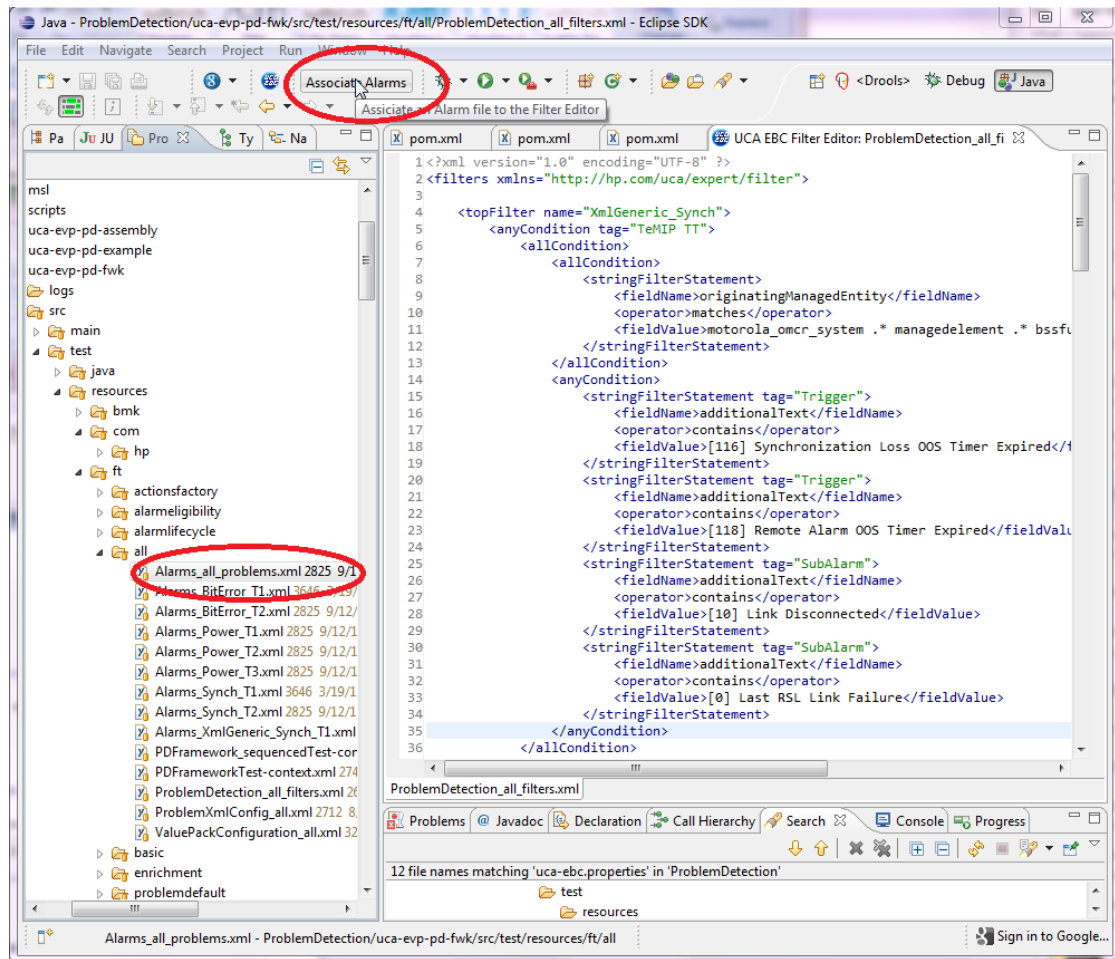 Java - ProblemDetection/uca-evp-pd-fwk/src/test/resources/ft/all/ProblemDetection_all_filters.xml - Eclipse SDK
File Edit Navigate Search Project Run Window Help
Associate Alarms
<Drools> Debug Java
Assiciate an Alarm file to the Filter Editor
Pa JU Pro Ty Na
pom.xml pom.xml pom.xml UCA EBC Filter Editor: ProblemDetection_all_fi
msl
scripts
uca-evp-pd-assembly
uca-evp-pd-example
uca-evp-pd-fwk
logs
src
main
test
java
resources
bmk
com
hp
ft
actionsfactory
alarmeligibility
alarmlifecycle
all
Alarms_all_problems.xml 2825 9/1
Alarms_BitError_T1.xml 3646 3/19/
Alarms_BitError_T2.xml 2825 9/12/
Alarms_Power_T1.xml 2825 9/12/1
Alarms_Power_T2.xml 2825 9/12/1
Alarms_Power_T3.xml 2825 9/12/1
Alarms_Synch_T1.xml 3646 3/19/1
Alarms_Synch_T2.xml 2825 9/12/1
Alarms_XmlGeneric_Synch_T1.xml
PDFramework_sequencedTest-cor
PDFrameworkTest-context.xml 274
ProblemDetection_all_filters.xml 26
ProblemXmlConfig_all.xml 2712 8,
ValuePackConfiguration_all.xml 32
basic
enrichment
problemdefault
1 <?xml version="1.0" encoding="UTF-8" ?>
2 <filters xmlns="http://hp.com/uca/expert/filter">
3
4 <topFilter name="XmlGeneric_Synch">
5 <anyCondition tag="TeMIP TT">
6 <allCondition>
7 <allCondition>
8 <stringFilterStatement>
9 <fieldName>originatingManagedEntity</fieldName>
10 <operator>matches</operator>
11 <fieldValue>motorola_omcr_system .* managedelement .* bssfu
12 </stringFilterStatement>
13 </allCondition>
14 <anyCondition>
15 <stringFilterStatement tag="Trigger">
16 <fieldName>additionalText</fieldName>
17 <operator>contains</operator>
18 <fieldValue>[116] Synchronization Loss OOS Timer Expired</f
19 </stringFilterStatement>
20 <stringFilterStatement tag="Trigger">
21 <fieldName>additionalText</fieldName>
22 <operator>contains</operator>
23 <fieldValue>[118] Remote Alarm OOS Timer Expired</fieldValu
24 </stringFilterStatement>
25 <stringFilterStatement tag="SubAlarm">
26 <fieldName>additionalText</fieldName>
27 <operator>contains</operator>
28 <fieldValue>[10] Link Disconnected</fieldValue>
29 </stringFilterStatement>
30 <stringFilterStatement tag="SubAlarm">
31 <fieldName>additionalText</fieldName>
32 <operator>contains</operator>
33 <fieldValue>[0] Last RSL Link Failure</fieldValue>
34 </stringFilterStatement>
35 </anyCondition>
36 </allCondition>
ProblemDetection_all_filters.xml
Problems Javadoc Declaration Call Hierarchy Search Console Progress
12 file names matching 'uca-ebc.properties' in 'ProblemDetection'
test
resources
Alarms_all_problems.xml - ProblemDetection/uca-evp-pd-fwk/src/test/resources/ft/all
Sign in to Google...